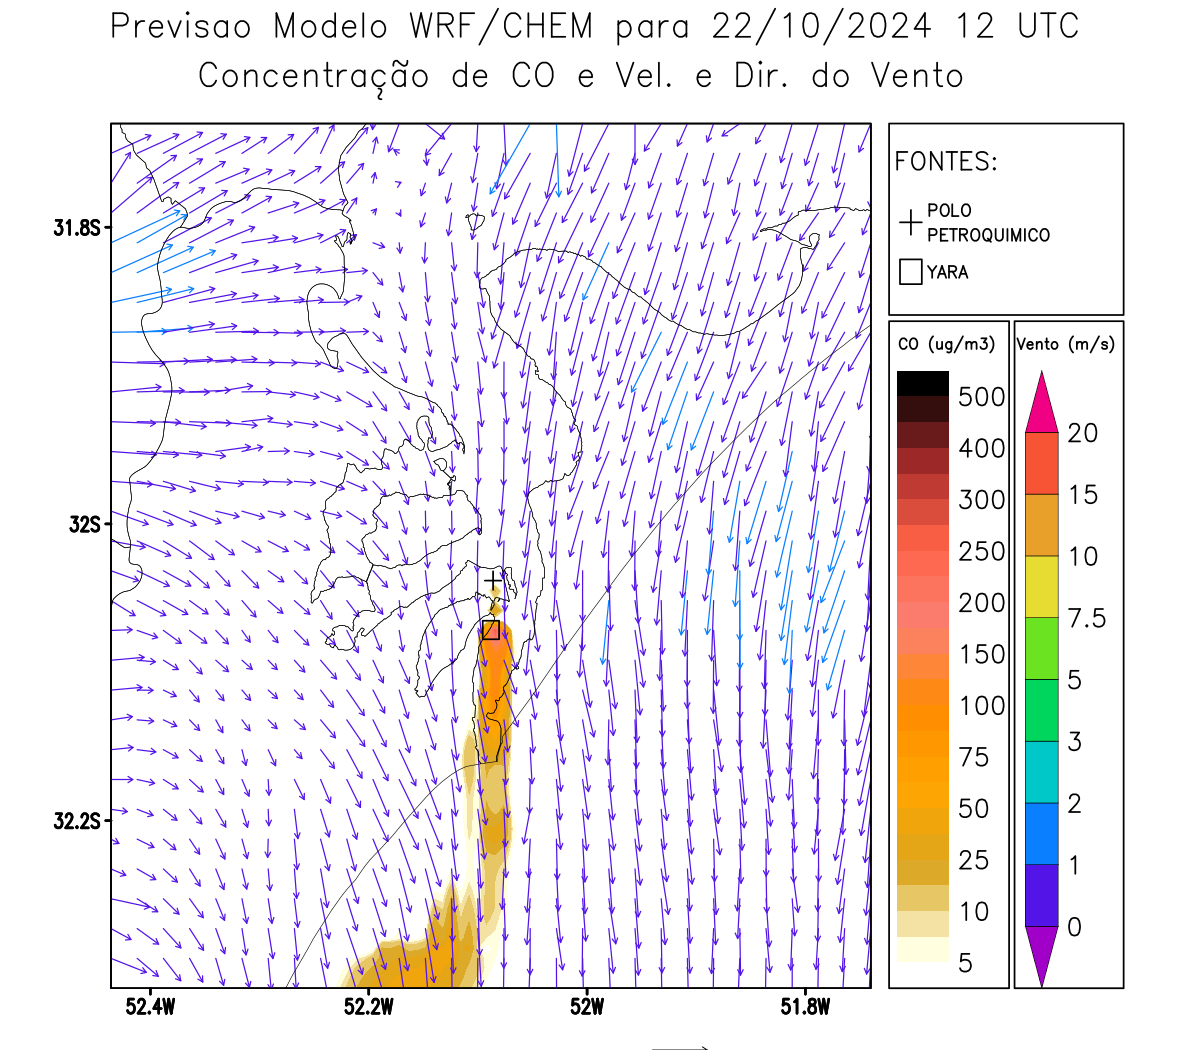 Previsao Modelo WRF/CHEM para 22/10/2024 12 UTC
Concentração de CO e Vel. e Dir. do Vento
FONTES:
POLO
PETROQUIMICO
YARA
CO (ug/m3)
500
400
300
250
200
150
100
75
50
25
10
5
Vento (m/s)
20
15
10
7.5
5
3
2
1
0
31.8S
32S
32.2S
52.4W
52.2W
52W
51.8W